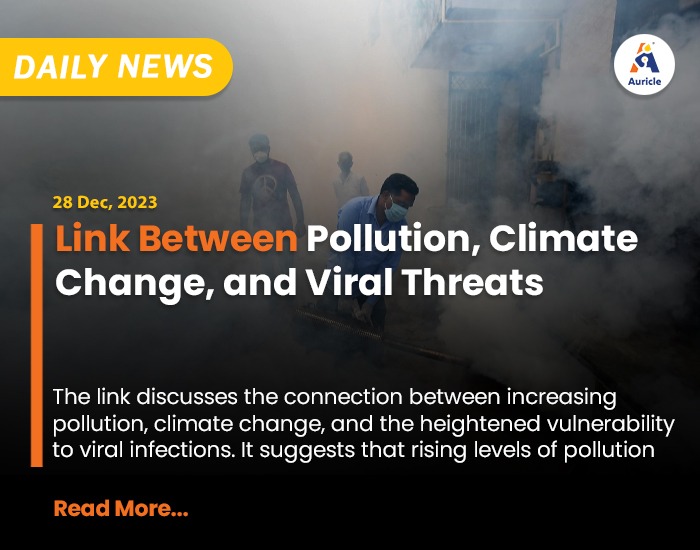 DAILY NEWS
Auricle
28 Dec, 2023
Link Between Pollution, Climate
Change, and Viral Threats
The link discusses the connection between increasing
pollution, climate change, and the heightened vulnerability
to viral infections. It suggests that rising levels of pollution
Read More...